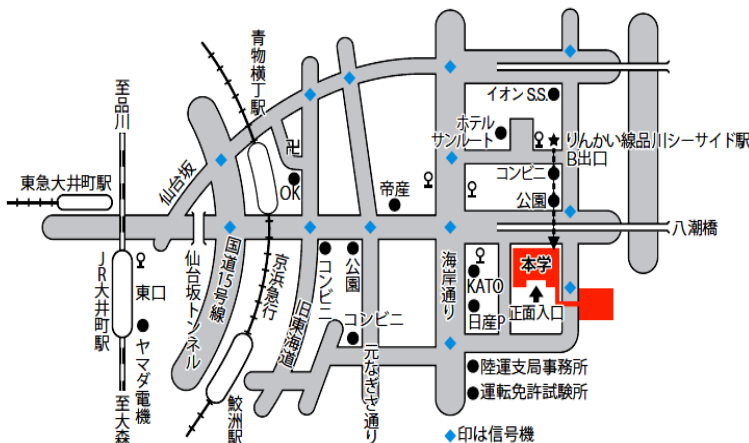 青物横丁駅
至品川
イオン S.S.
ホテル
サンルート
りんかい線品川シーサイド駅
B出口
卍
仙台坂
東急大井町駅
OK
帝産
コンビニ
公園
八潮橋
JR大井町駅
東口
ヤマダ電機
至大森
仙台坂トンネル
国道15号線
京浜急行
鮫洲駅
旧東海道
コンビニ
公園
コンビニ
元なぎさ通り
海岸通り
KATO
日産P
本学
正面入口
陸運支局事務所
運転免許試験所
印は信号機